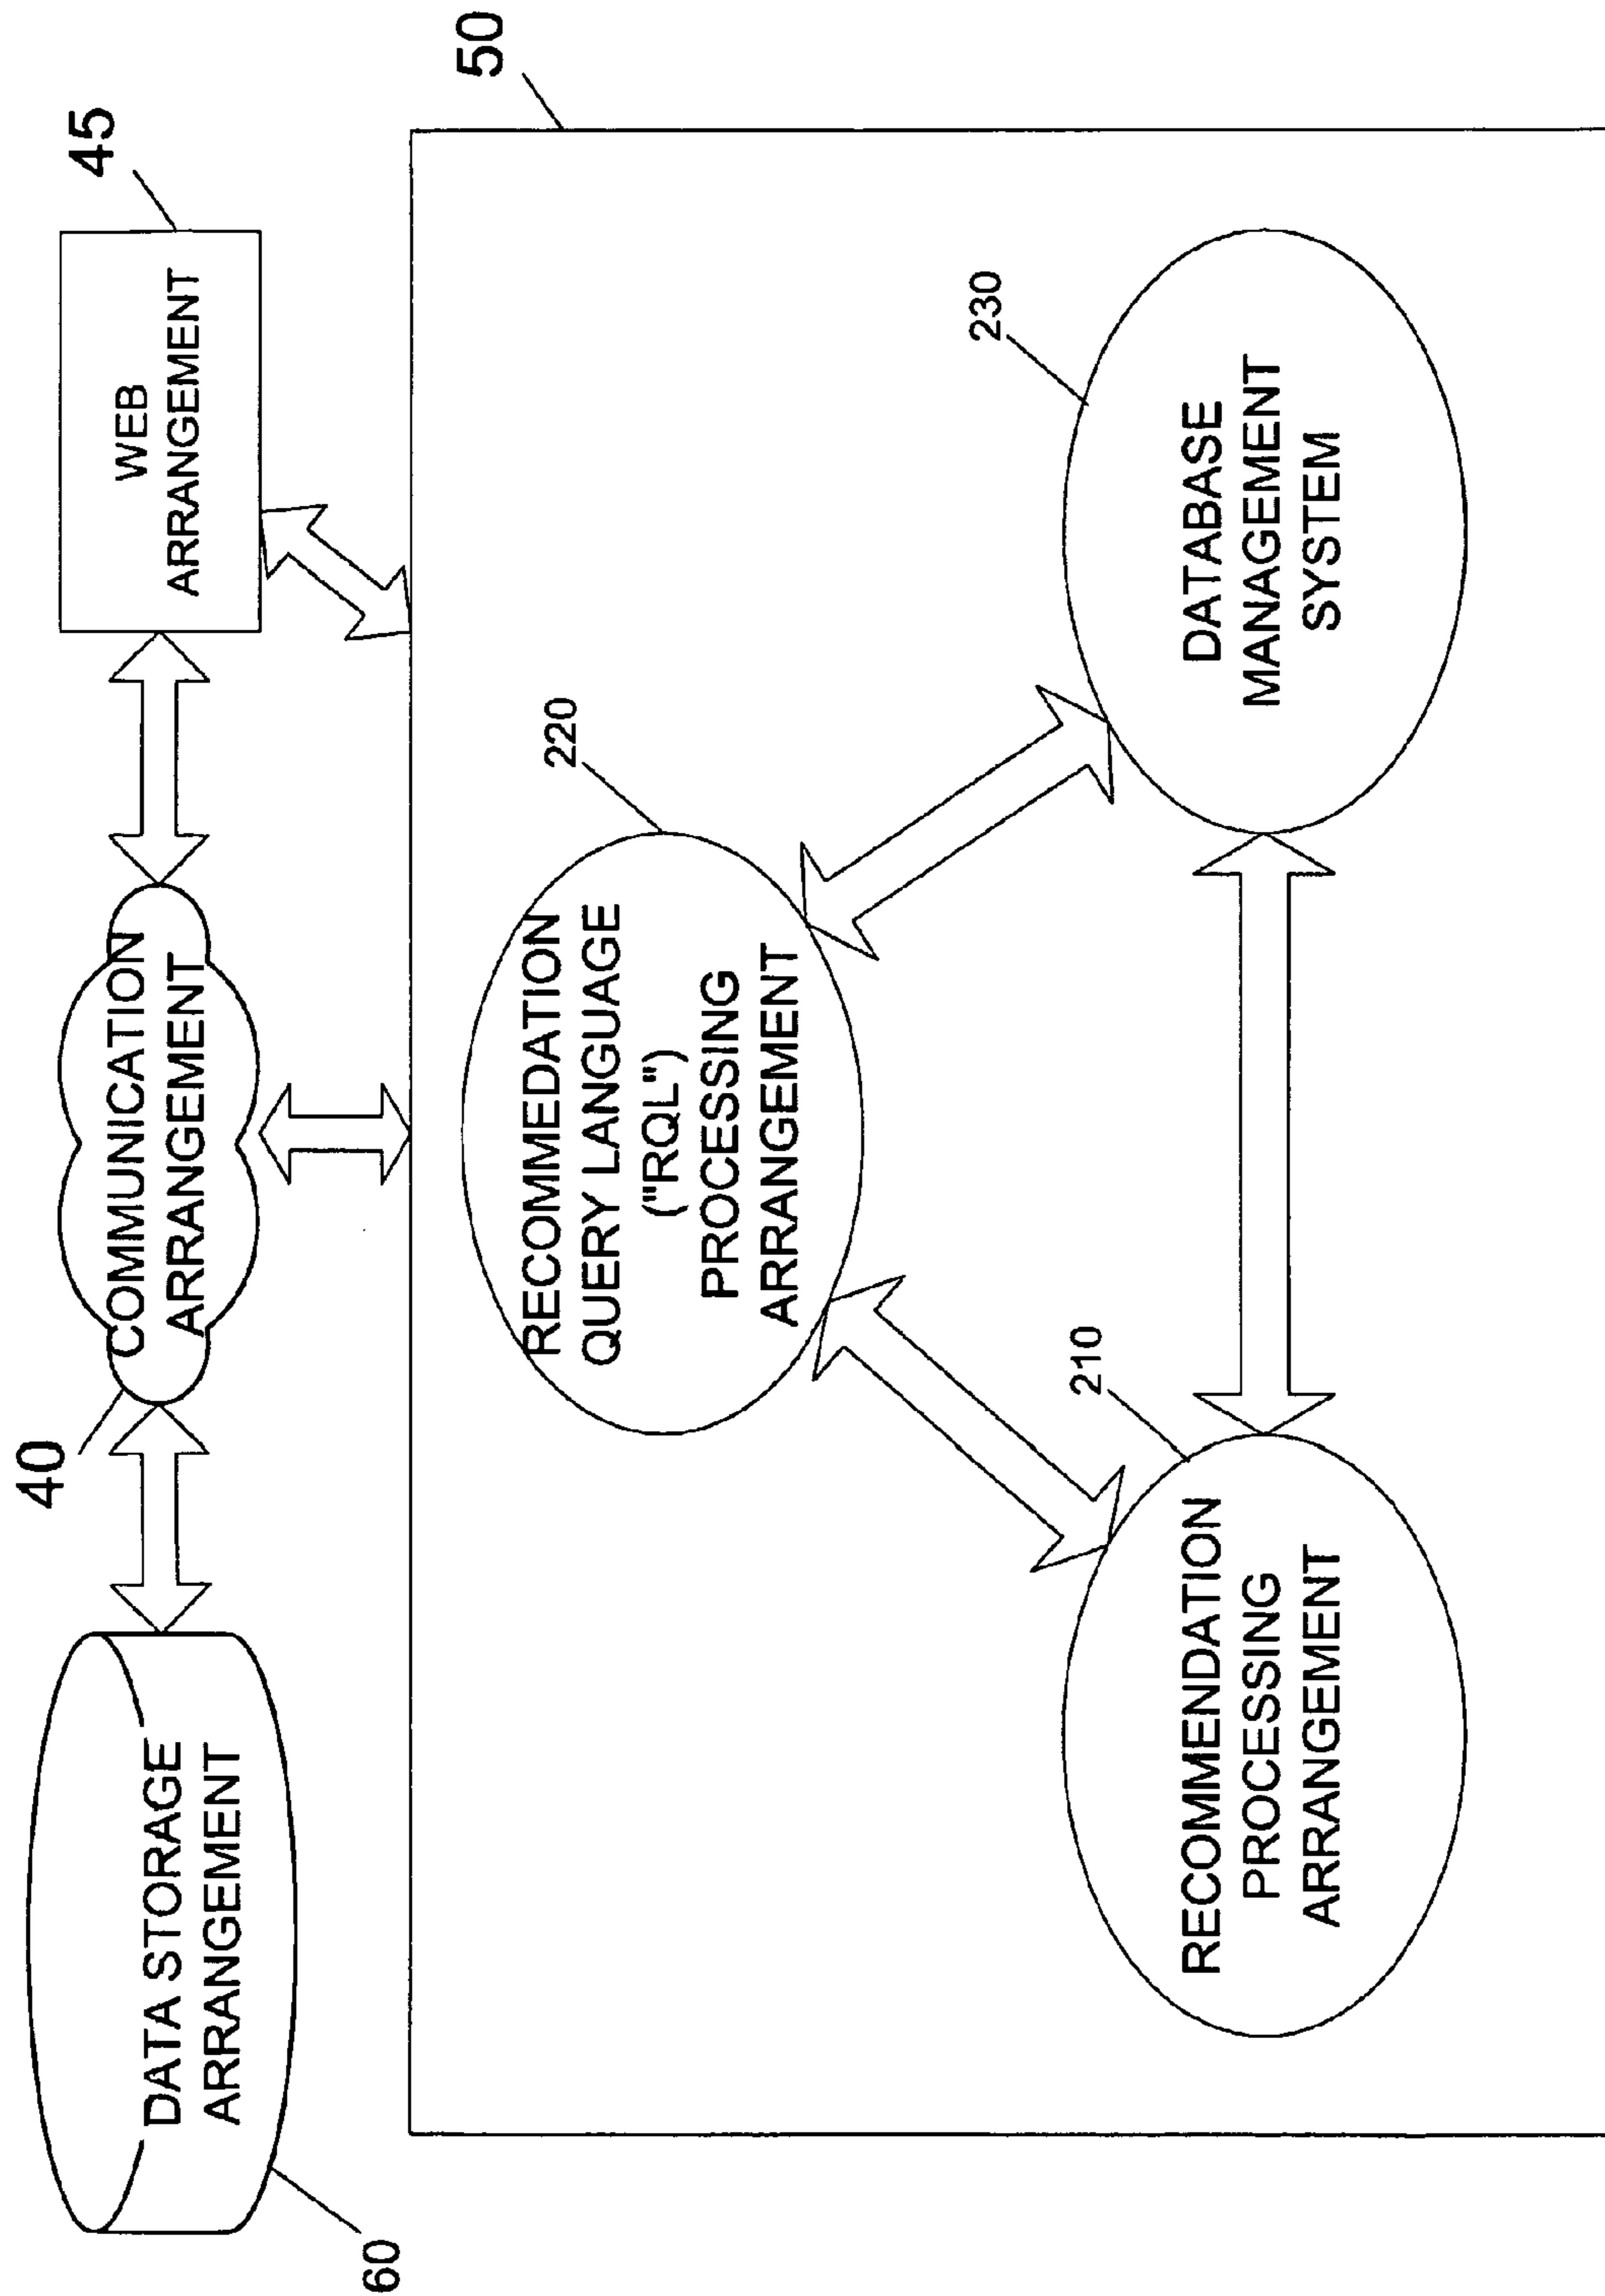 DATA STORAGE
ARRANGEMENT
60
40
COMMUNICATION
ARRANGEMENT
WEB
ARRANGEMENT
45
50
RECOMMEDATION
QUERY LANGUAGE
("RQL")
PROCESSING
ARRANGEMENT
220
RECOMMENDATION
PROCESSING
ARRANGEMENT
210
DATABASE
MANAGEMENT
SYSTEM
230